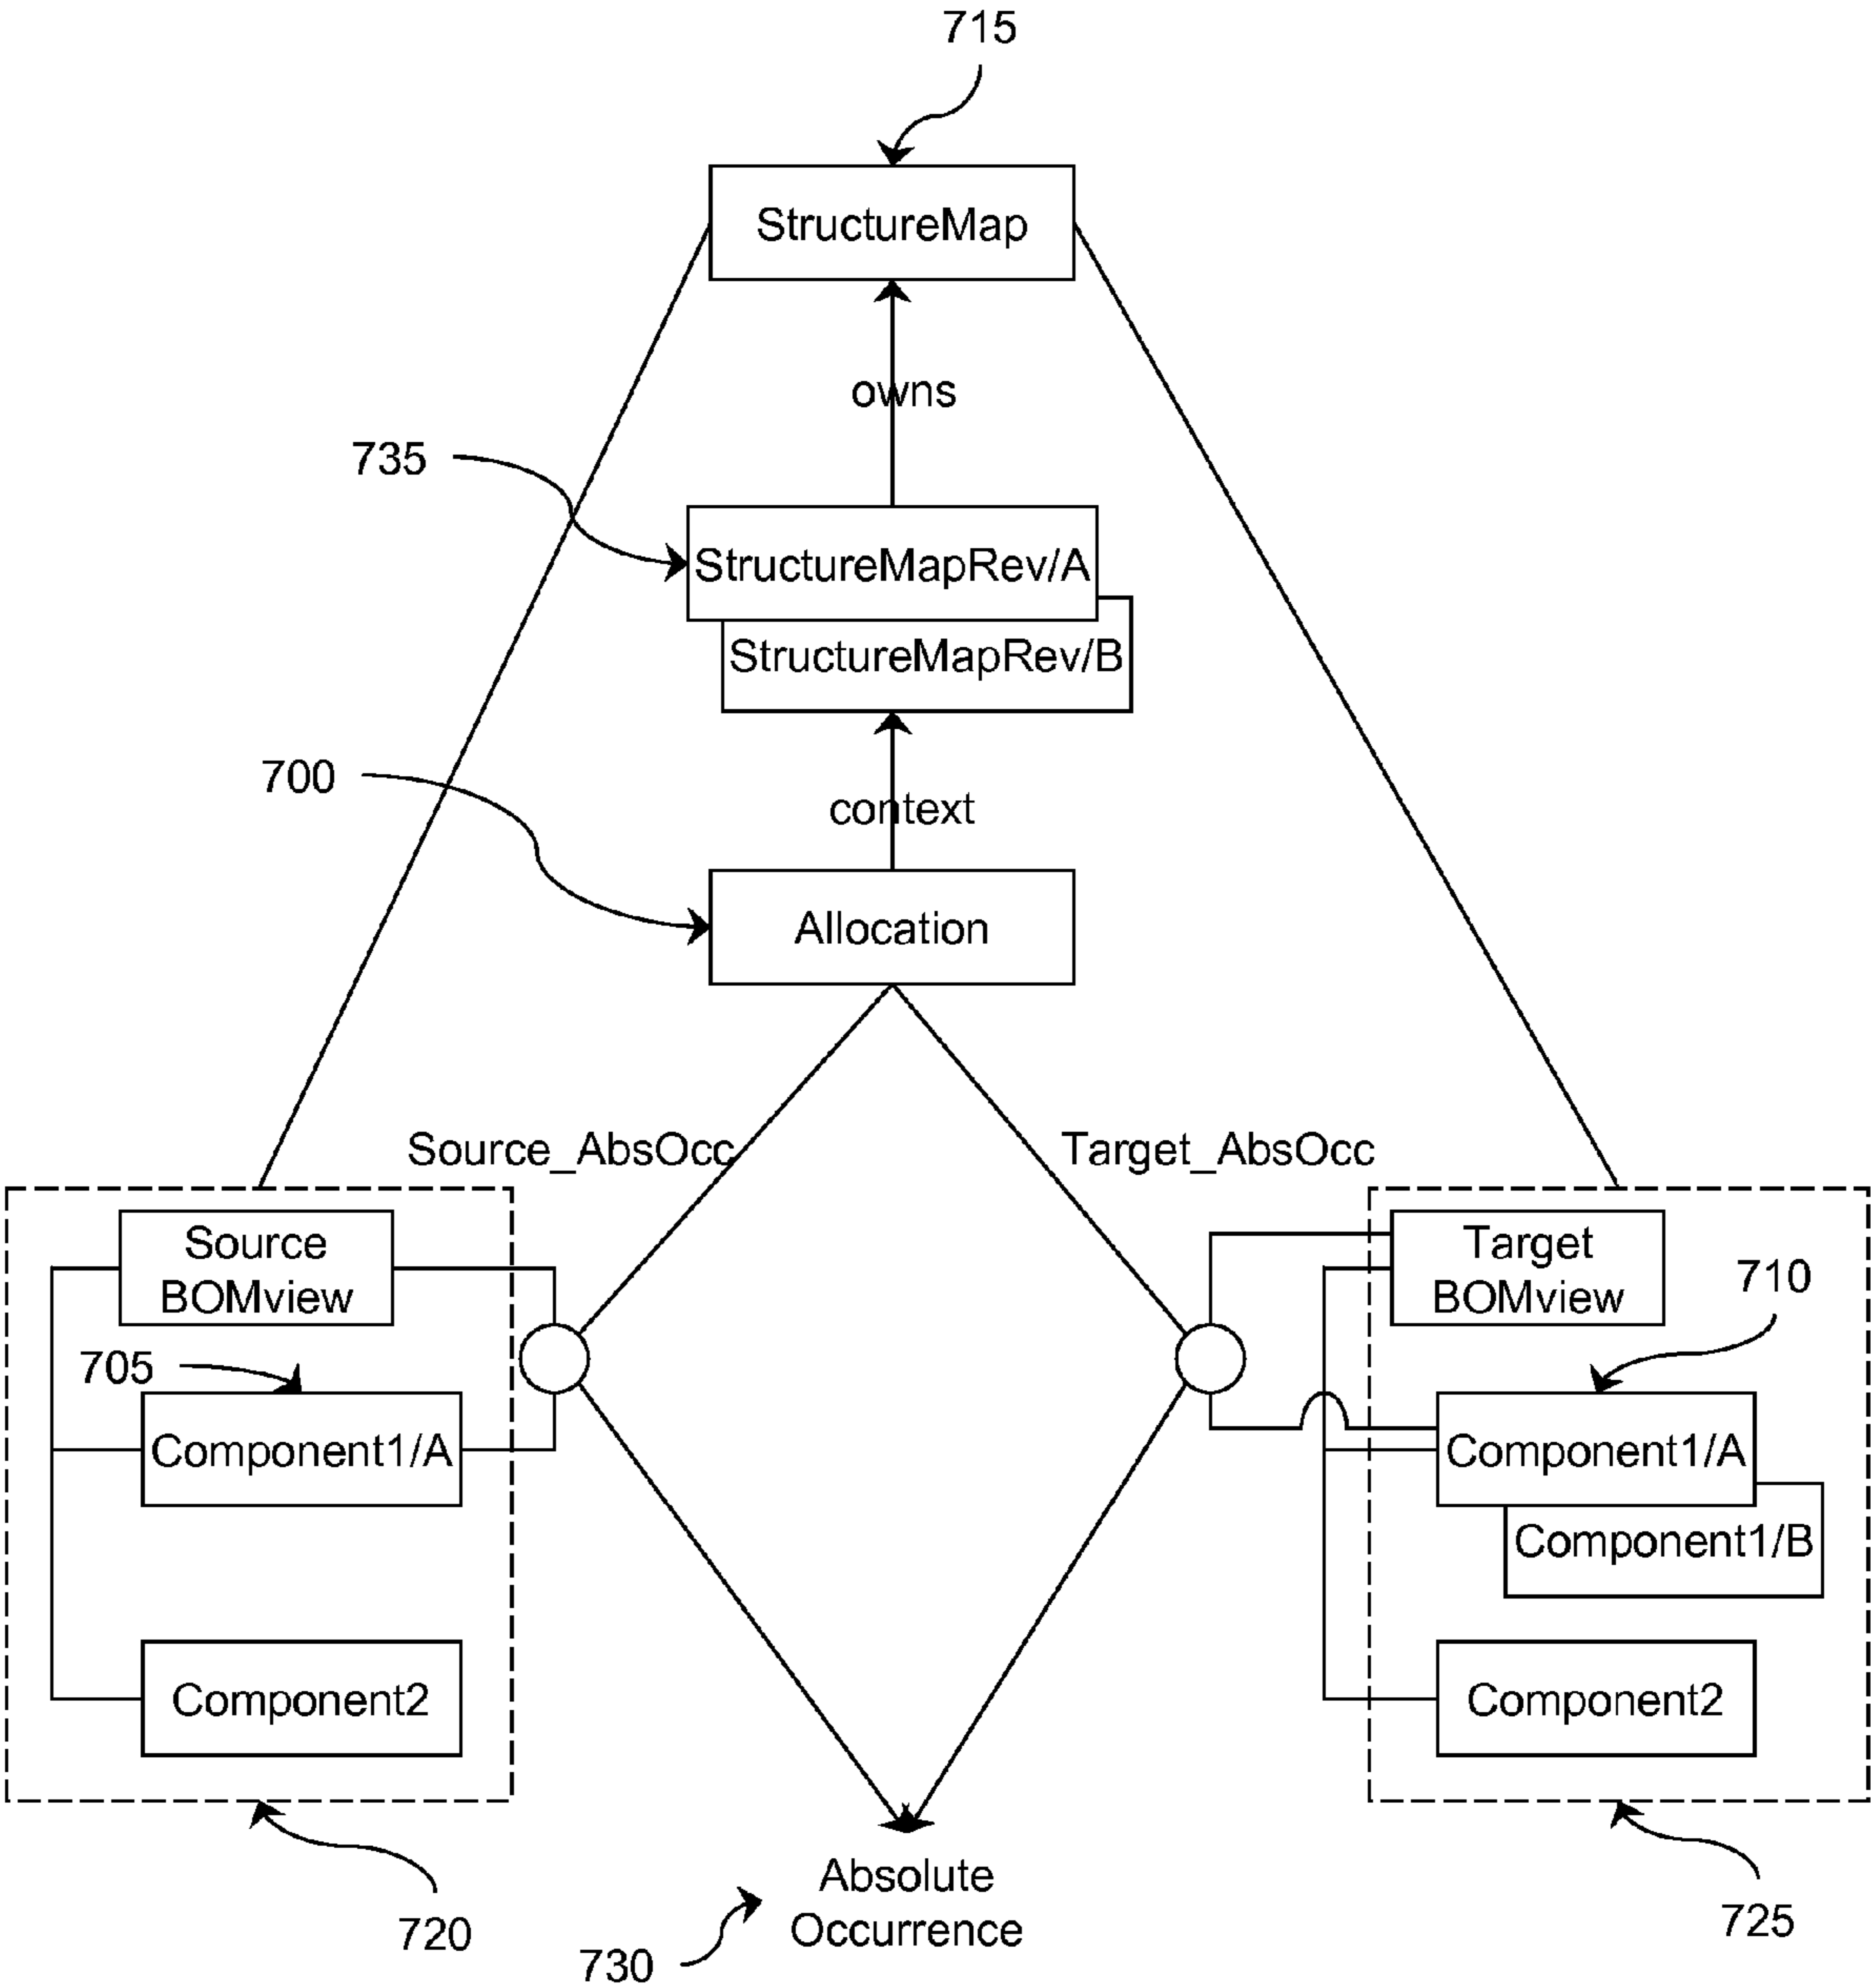 715
StructureMap
owns
735
StructureMapRev/A
StructureMapRev/B
700
context
Allocation
Source_AbsOcc
Target_AbsOcc
Source
BOMview
Target
BOMview
710
705
Component1/A
Component1/A
Component1/B
Component2
Component2
Absolute
Occurrence
720
730
725